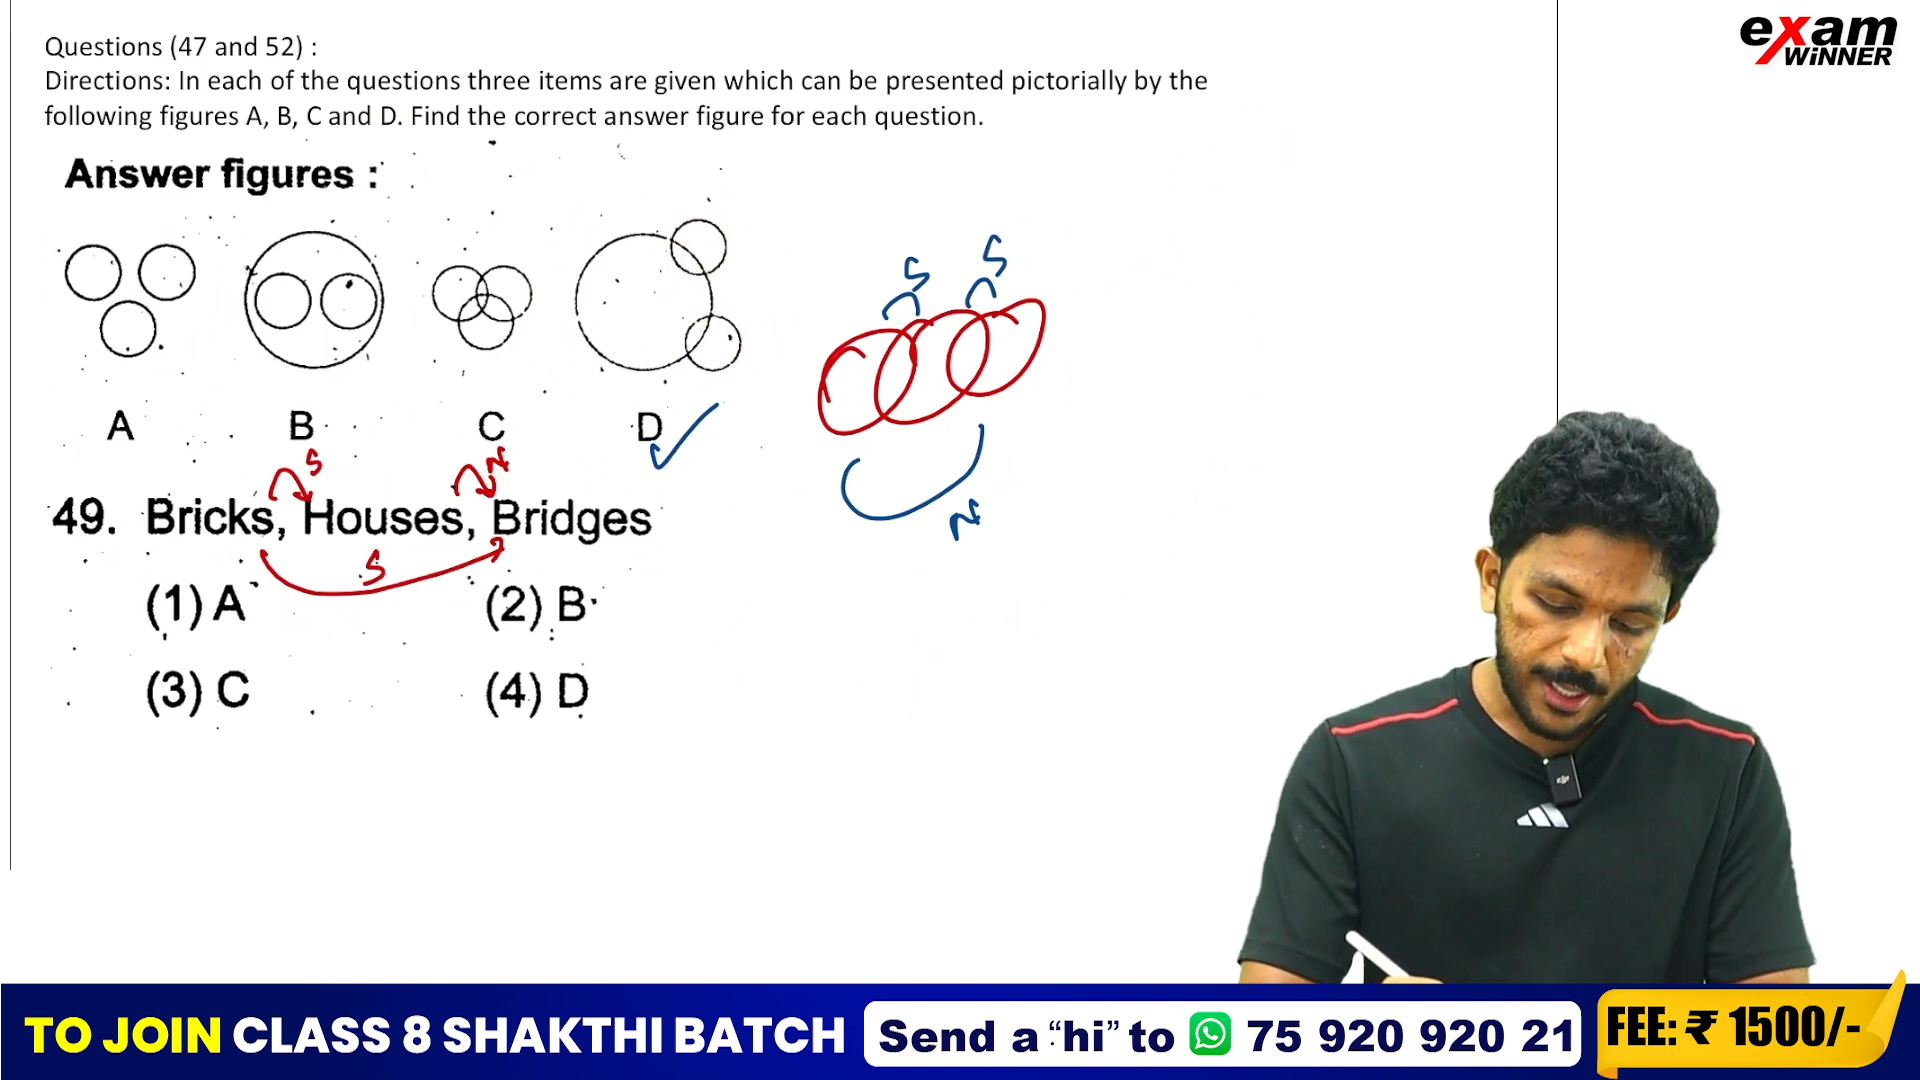 exam
WINNER
Questions (47 and 52) :
Directions: In each of the questions three items are given which can be presented pictorially by the
following figures A, B, C and D. Find the correct answer figure for each question.
Answer figures :
A B C D
S S
S N
49. Bricks, Houses, Bridges
S
N
(1) A (2) B
(3) C (4) D
TO JOIN CLASS 8 SHAKTHI BATCH Send a “hi” to 75 920 920 21 FEE: ₹ 1500/-